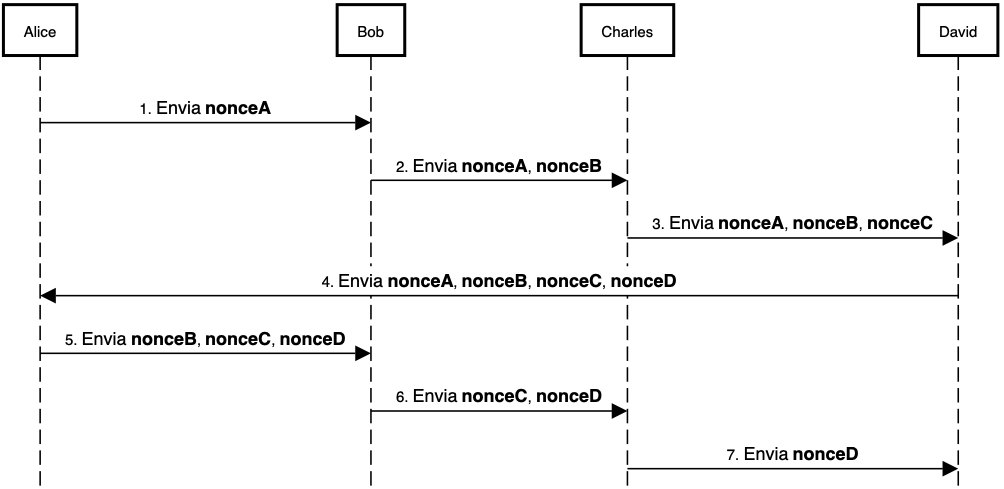 Alice
Bob
Charles
David
1. Envia nonceA
2. Envia nonceA, nonceB
3. Envia nonceA, nonceB, nonceC
4. Envia nonceA, nonceB, nonceC, nonceD
5. Envia nonceB, nonceC, nonceD
6. Envia nonceC, nonceD
7. Envia nonceD